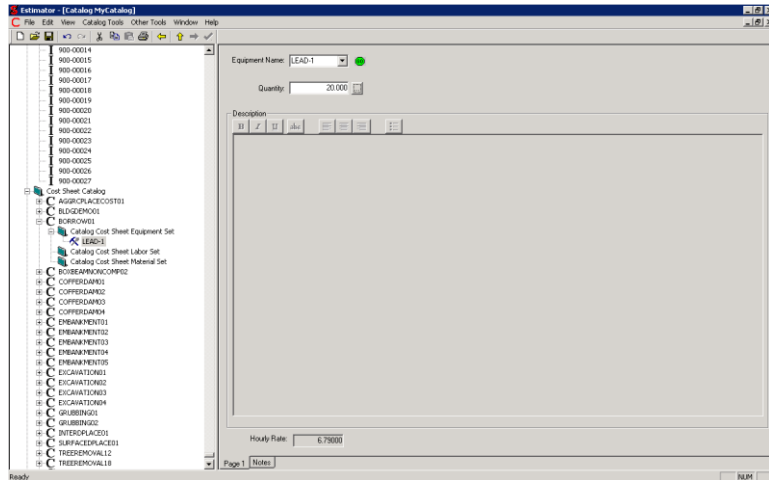 Estimator - [Catalog MyCatalog]
File Edit View Catalog Tools Other Tools Window Help
900-00014
900-00015
900-00016
900-00017
900-00018
900-00019
900-00020
900-00021
900-00022
900-00023
900-00024
900-00025
900-00026
900-00027
Cost Sheet Catalog
AGGRCPLACECOST01
BLDGDEMO01
BORROW01
Catalog Cost Sheet Equipment Set
LEAD-1
Catalog Cost Sheet Labor Set
Catalog Cost Sheet Material Set
BOXBEAMNONCOMP02
COFFERDAM01
COFFERDAM02
COFFERDAM03
COFFERDAM04
EMBANKMENT01
EMBANKMENT02
EMBANKMENT03
EMBANKMENT04
EMBANKMENT05
EXCAVATION01
EXCAVATION02
EXCAVATION03
EXCAVATION04
GRUBBING01
GRUBBING02
INTERDPLACE01
SURFACEDPLACE01
TREEREMOVAL12
TREEREMOVAL18
Equipment Name: LEAD-1
Quantity: 20.000
Description
B I U abc
Hourly Rate: 6.79000
Page 1 Notes
Ready NUM